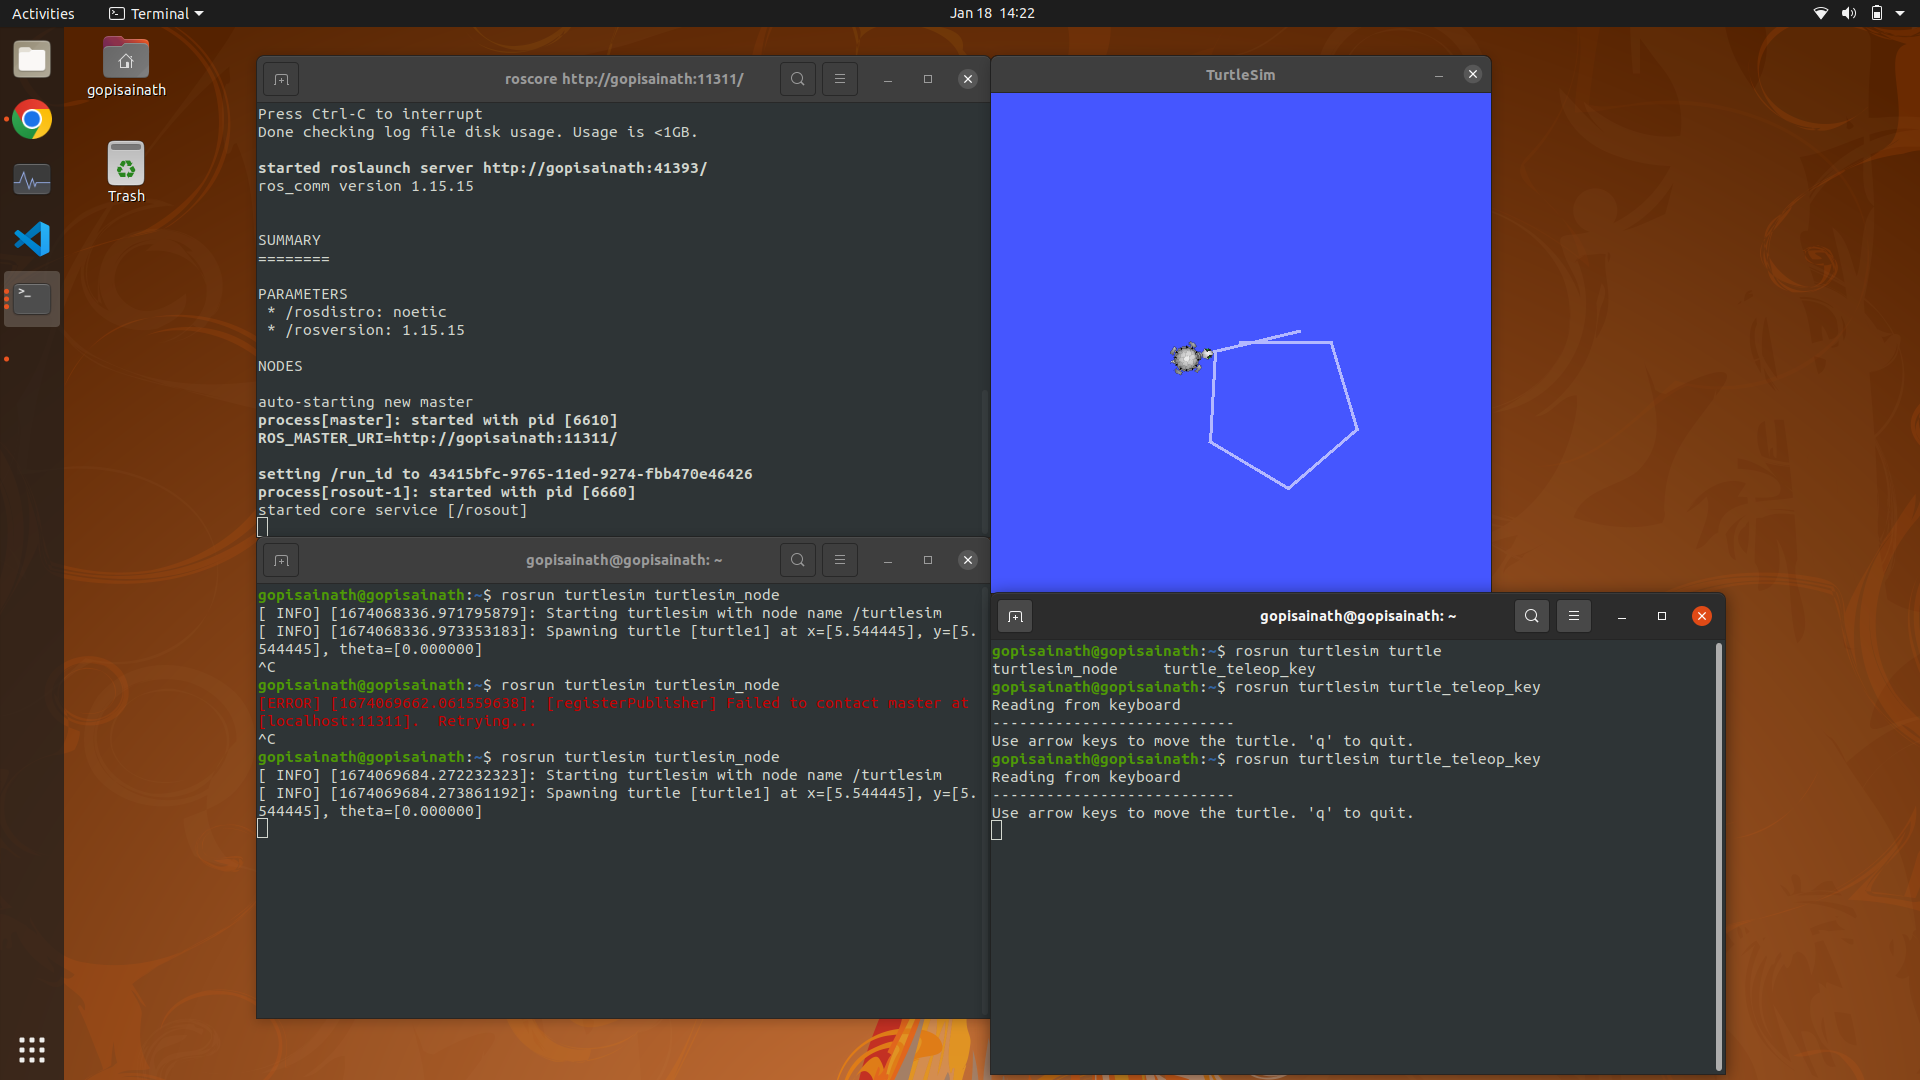 Activities
Terminal
Jan 18 14:22
gopisainath
Trash
roscore http://gopisainath:11311/
Press Ctrl-C to interrupt
Done checking log file disk usage. Usage is <1GB.
started roslaunch server http://gopisainath:41393/
ros_comm version 1.15.15
SUMMARY
========
PARAMETERS
* /rosdistro: noetic
* /rosversion: 1.15.15
NODES
auto-starting new master
process[master]: started with pid [6610]
ROS_MASTER_URI=http://gopisainath:11311/
setting /run_id to 43415bfc-9765-11ed-9274-fbb470e46426
process[rosout-1]: started with pid [6660]
started core service [/rosout]
TurtleSim
gopisainath@gopisainath: ~
gopisainath@gopisainath:~$ rosrun turtlesim turtlesim_node
[ INFO] [1674068336.971795879]: Starting turtlesim with node name /turtlesim
[ INFO] [1674068336.973353183]: Spawning turtle [turtle1] at x=[5.544445], y=[5.
544445], theta=[0.000000]
^C
gopisainath@gopisainath:~$ rosrun turtlesim turtlesim_node
[ERROR] [1674069662.061559638]: [registerPublisher] Failed to contact master at
[localhost:11311].  Retrying...
^C
gopisainath@gopisainath:~$ rosrun turtlesim turtlesim_node
[ INFO] [1674069684.272232323]: Starting turtlesim with node name /turtlesim
[ INFO] [1674069684.273861192]: Spawning turtle [turtle1] at x=[5.544445], y=[5.
544445], theta=[0.000000]
gopisainath@gopisainath: ~
gopisainath@gopisainath:~$ rosrun turtlesim turtle
turtlesim_node     turtle_teleop_key
gopisainath@gopisainath:~$ rosrun turtlesim turtle_teleop_key
Reading from keyboard
---------------------------
Use arrow keys to move the turtle. 'q' to quit.
gopisainath@gopisainath:~$ rosrun turtlesim turtle_teleop_key
Reading from keyboard
---------------------------
Use arrow keys to move the turtle. 'q' to quit.